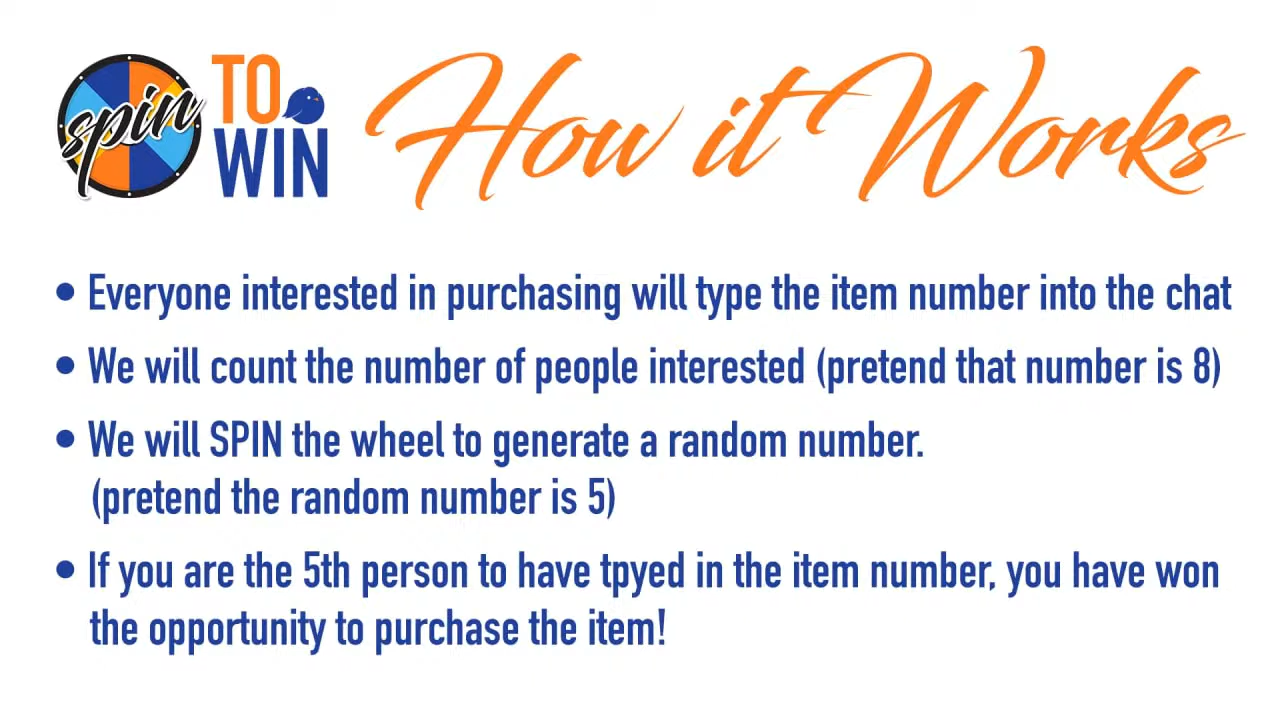 spin TO WIN
How it Works
• Everyone interested in purchasing will type the item number into the chat
• We will count the number of people interested (pretend that number is 8)
• We will SPIN the wheel to generate a random number.
(pretend the random number is 5)
• If you are the 5th person to have tpyed in the item number, you have won
the opportunity to purchase the item!